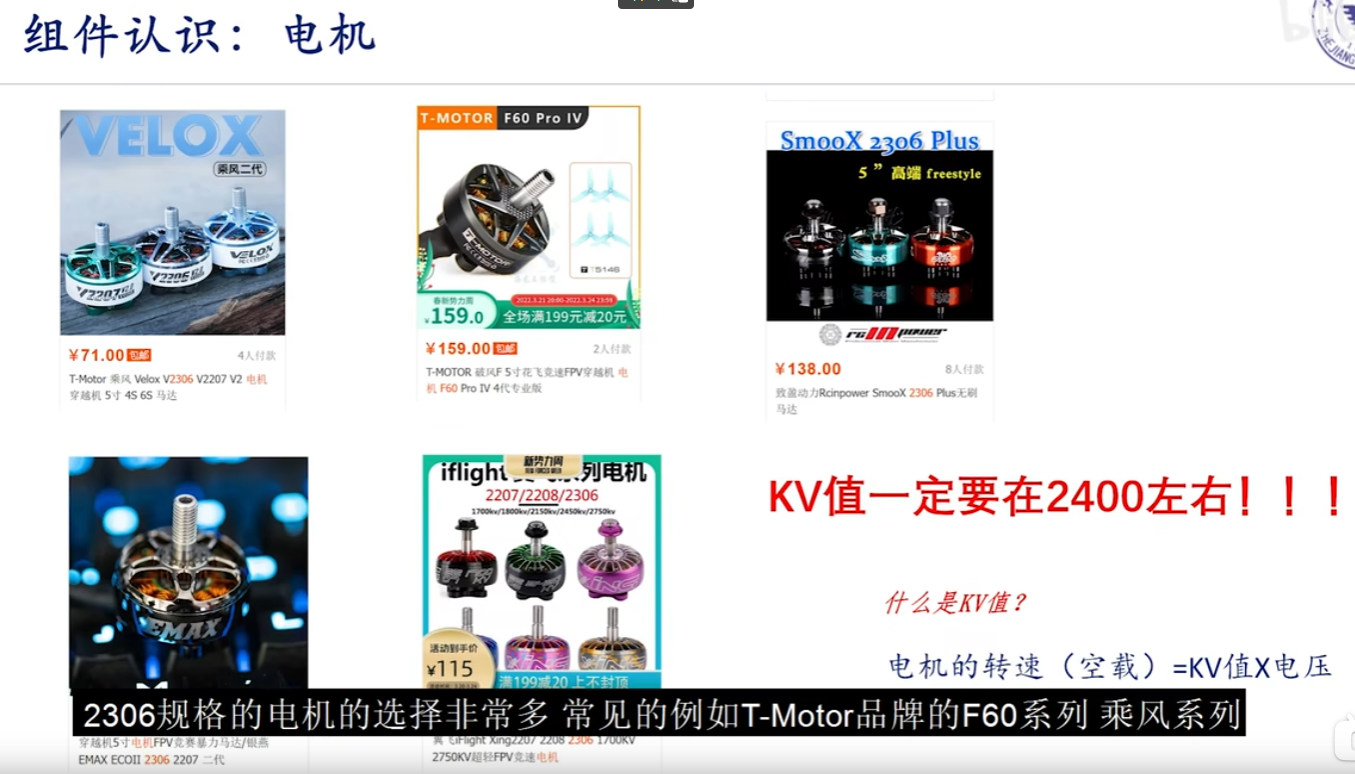 组件认识： 电机
VELOX
乘风二代
V2207
V2306
VELOX
¥71.00 包邮
4人付款
T-Motor 乘风 Velox V2306 V2207 V2 电机
穿越机 5寸 4S 6S 马达
T-MOTOR F60 Pro IV
T-MOTOR
T5146
春新势力周
¥159.0
2022.3.21 20:00-2022.3.24 23:59
全场满199元减20元
¥159.00 包邮
2人付款
T-MOTOR 破风F 5寸花飞竞速FPV穿越机 电
机 F60 Pro IV 4代专业版
SmooX 2306 Plus
5” 高端 freestyle
rcINpower
¥138.00
8人付款
致盈动力Rcinpower SmooX 2306 Plus无刷
马达
EMAX
穿越机5寸电机FPV竞赛暴力马达/银燕
EMAX ECOII 2306 2207 二代
新势力周
iflight
系列电机
2207/2208/2306
1700kv/1800kv/2150kv/2450kv/2750kv
活动到手价
¥115
满199减20 上不封顶
翼飞iFlight Xing2207 2208 2306 1700KV
2750KV超轻FPV竞速电机
KV值一定要在2400左右！！！
什么是KV值？
电机的转速（空载）=KV值X电压
2306规格的电机的选择非常多 常见的例如T-Motor品牌的F60系列 乘风系列